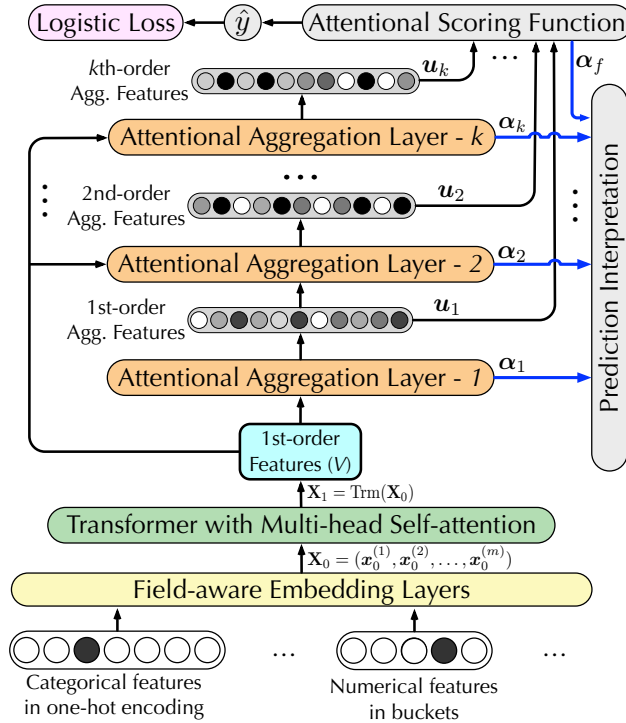 Logistic Loss
ŷ
Attentional Scoring Function
kth-order
Agg. Features
u_k
...
α_f
Attentional Aggregation Layer - k
α_k
...
...
2nd-order
Agg. Features
u_2
...
Attentional Aggregation Layer - 2
α_2
1st-order
Agg. Features
u_1
Prediction Interpretation
Attentional Aggregation Layer - 1
α_1
1st-order
Features (V)
X_1 = Trm(X_0)
Transformer with Multi-head Self-attention
X_0 = (x_0^{(1)}, x_0^{(2)}, . . . , x_0^{(m)})
Field-aware Embedding Layers
...
...
Categorical features
in one-hot encoding
Numerical features
in buckets